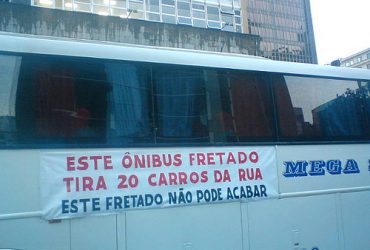 ESTE ÔNIBUS FRETADO
TIRA 20 CARROS DA RUA
ESTE FRETADO NÃO PODE ACABAR
MEGA